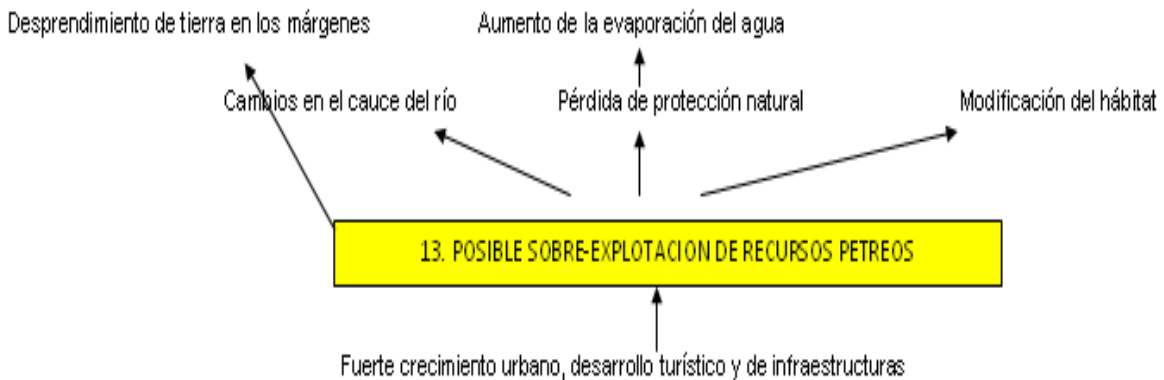 Desprendimiento de tierra en los márgenes
Aumento de la evaporación del agua
Cambios en el cauce del río
Pérdida de protección natural
Modificación del hábitat
13. POSIBLE SOBRE-EXPLOTACION DE RECURSOS PETREOS
Fuerte crecimiento urbano, desarrollo turístico y de infraestructuras